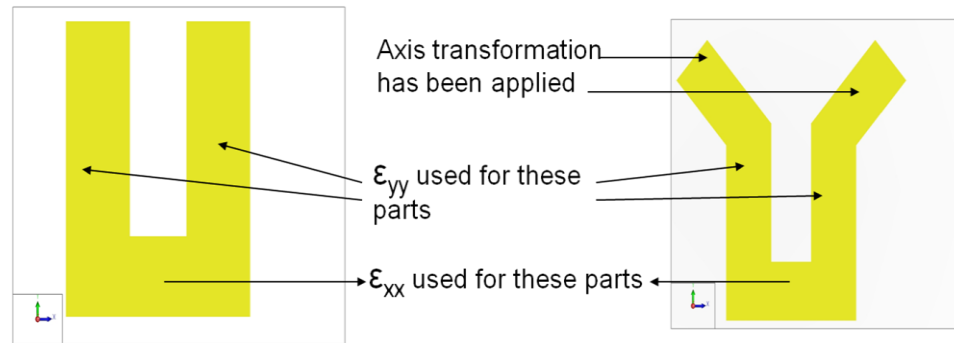 Axis transformation
has been applied
εyy used for these
parts
εxx used for these parts